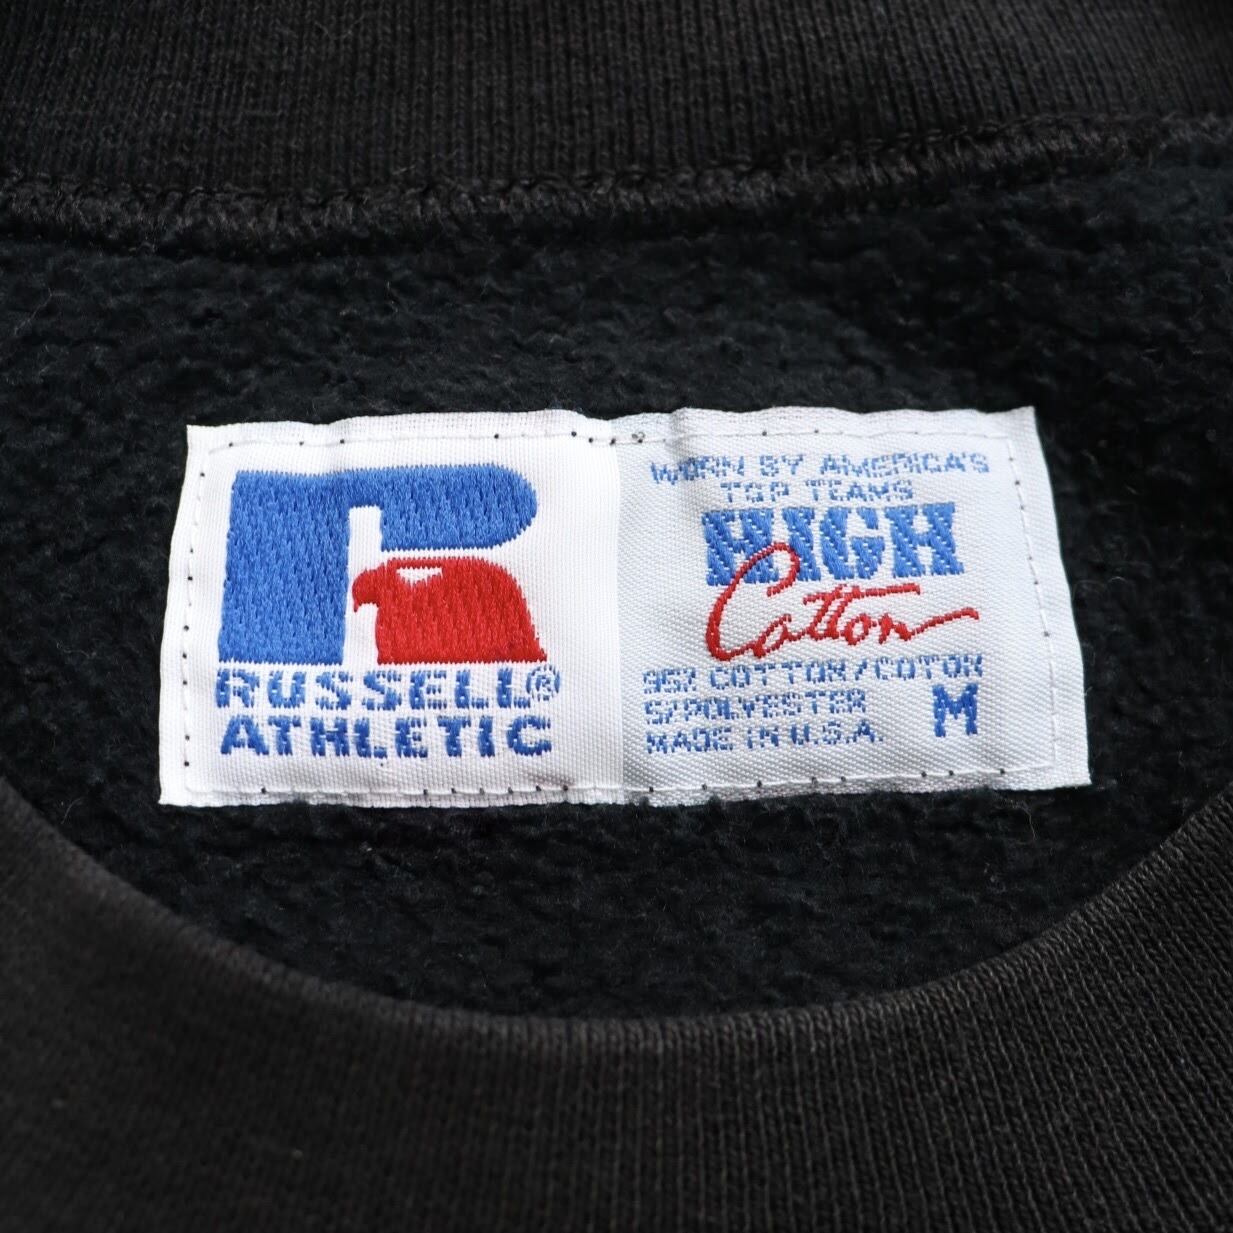 RUSSELL®
ATHLETIC
WORN BY AMERICA'S
TOP TEAMS
HIGH
Cotton
95% COTTON/COTON
5% POLYESTER
MADE IN U.S.A.
M